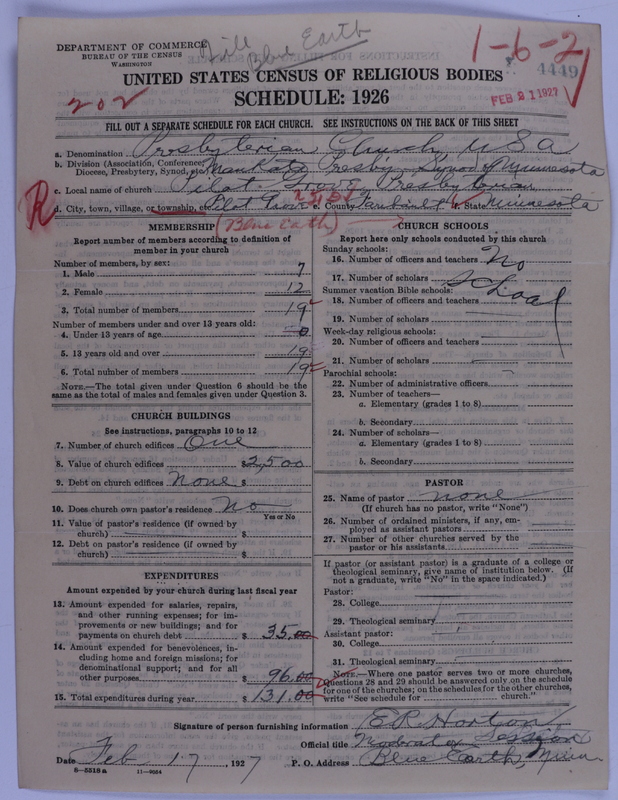 DEPARTMENT OF COMMERCE
BUREAU OF THE CENSUS
WASHINGTON
Blue Earth
1-6-2
4449
UNITED STATES CENSUS OF RELIGIOUS BODIES
SCHEDULE: 1926
202
FEB 21 1927
FILL OUT A SEPARATE SCHEDULE FOR EACH CHURCH. SEE INSTRUCTIONS ON THE BACK OF THIS SHEET
a. Denomination Presbyterian Church USA
b. Division (Association, Conference, Diocese, Presbytery, Synod, etc.) Mankato Presby- Synod of Minnesota
c. Local name of church Pilot Grove Presbyterian
d. City, town, village, or township, etc. Pilot Grove e. County Faribault f. State Minnesota
R
(Blue Earth)
MEMBERSHIP
Report number of members according to definition of
member in your church
Number of members, by sex:
1. Male 7
2. Female 12
3. Total number of members 19
Number of members under and over 13 years old:
4. Under 13 years of age 0
5. 13 years old and over 19
6. Total number of members 19
NOTE.—The total given under Question 6 should be
same as the total of males and females given under Question 3.
CHURCH BUILDINGS
See instructions, paragraphs 10 to 12
7. Number of church edifices One
8. Value of church edifices $2,500
9. Debt on church edifices None $
10. Does church own pastor's residence? No
Yes or No
11. Value of pastor's residence (if owned by
church) $
12. Debt on pastor's residence (if owned by
church) $
EXPENDITURES
Amount expended by your church during last fiscal year
13. Amount expended for salaries, repairs,
and other running expenses; for im-
provements or new buildings; and for
payments on church debt $ 35.00
14. Amount expended for benevolences, in-
cluding home and foreign missions; for
denominational support; and for all
other purposes $ 96.00
15. Total expenditures during year $ 131.00
CHURCH SCHOOLS
Report here only schools conducted by this church
Sunday schools:
16. Number of officers and teachers No
17. Number of scholars School
Summer vacation Bible schools:
18. Number of officers and teachers
19. Number of scholars
Week-day religious schools:
20. Number of officers and teachers
21. Number of scholars
Parochial schools:
22. Number of administrative officers
23. Number of teachers—
a. Elementary (grades 1 to 8)
b. Secondary
24. Number of scholars—
a. Elementary (grades 1 to 8)
b. Secondary
PASTOR
25. Name of pastor none
(If church has no pastor, write "None")
26. Number of ordained ministers, if any, em-
ployed as assistant pastors
27. Number of other churches served by the
pastor or his assistants
If pastor (or assistant pastor) is a graduate of a college or
theological seminary, give name of institution below. (If
not a graduate, write "No" in the space indicated.)
Pastor:
28. College
29. Theological seminary
Assistant pastor:
30. College
31. Theological seminary
NOTE.—Where one pastor serves two or more churches,
Questions 28 and 29 should be answered only on the schedule
for one of the churches; on the schedules for the other churches,
write "See schedule for church."
Signature of person furnishing information E R Horton
Official title Moderator Session
Date Feb 17, 1927 P. O. Address Blue Earth, Minn
8—5518a 11—9054